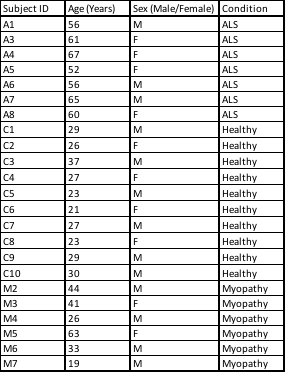 Subject ID Age (Years) Sex (Male/Female) Condition
A1 56 M ALS
A3 61 F ALS
A4 67 F ALS
A5 52 F ALS
A6 56 M ALS
A7 65 M ALS
A8 60 F ALS
C1 29 M Healthy
C2 26 F Healthy
C3 37 M Healthy
C4 27 F Healthy
C5 23 M Healthy
C6 21 F Healthy
C7 27 M Healthy
C8 23 F Healthy
C9 29 M Healthy
C10 30 M Healthy
M2 44 M Myopathy
M3 41 F Myopathy
M4 26 M Myopathy
M5 63 F Myopathy
M6 33 M Myopathy
M7 19 M Myopathy